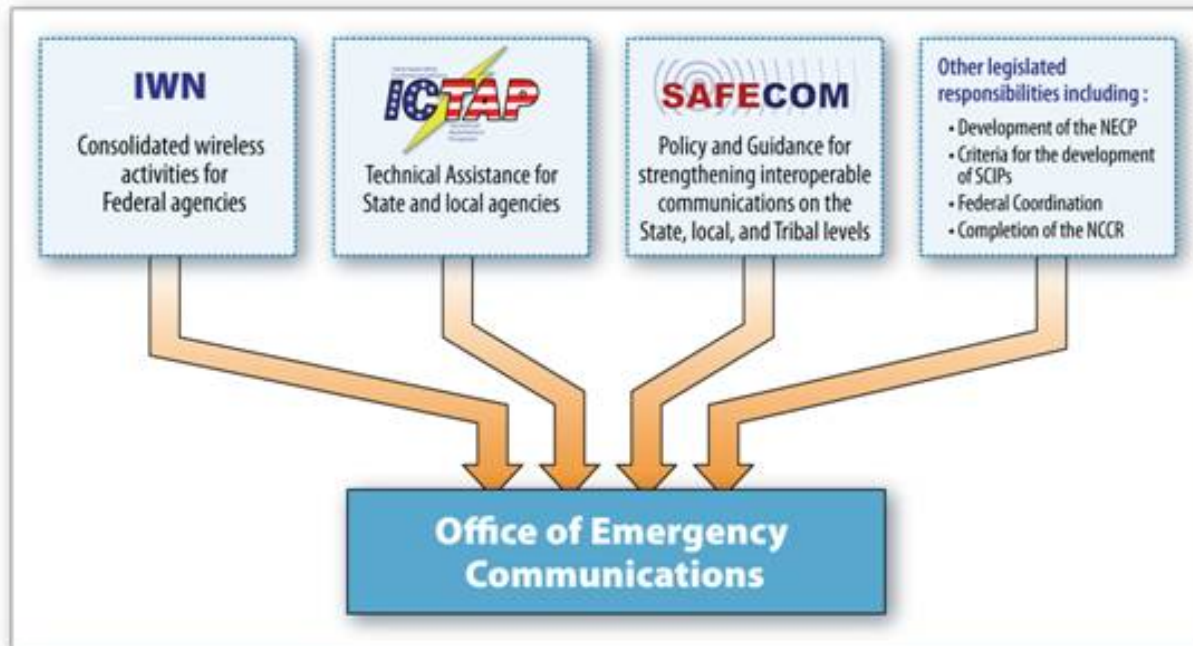 IWN
Consolidated wireless
activities for
Federal agencies
ICTAP
Technical Assistance for
State and local agencies
SAFECOM
Policy and Guidance for
strengthening interoperable
communications on the
State, local, and Tribal levels
Other legislated
responsibilities including :
• Development of the NECP
• Criteria for the development
of SCIPs
• Federal Coordination
• Completion of the NCCR
Office of Emergency
Communications